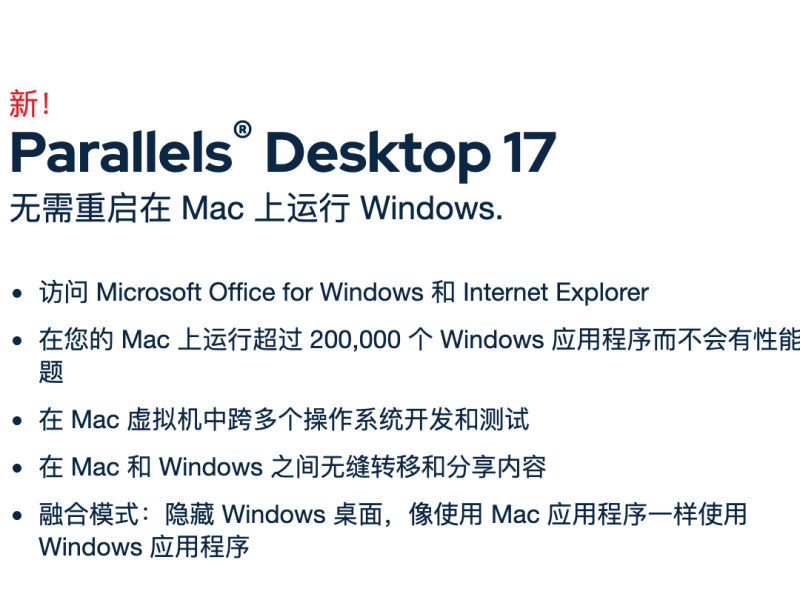 新！
Parallels® Desktop 17
无需重启在 Mac 上运行 Windows.
• 访问 Microsoft Office for Windows 和 Internet Explorer
• 在您的 Mac 上运行超过 200,000 个 Windows 应用程序而不会有性能
题
• 在 Mac 虚拟机中跨多个操作系统开发和测试
• 在 Mac 和 Windows 之间无缝转移和分享内容
• 融合模式：隐藏 Windows 桌面，像使用 Mac 应用程序一样使用
Windows 应用程序